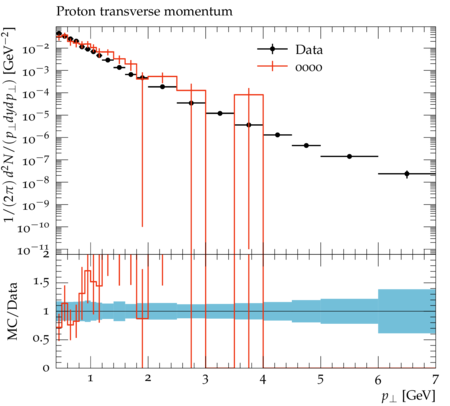 Proton transverse momentum
1/(2π) d²N/(p⊥dydp⊥) [GeV⁻²]
Data
oooo
10⁻²
10⁻³
10⁻⁴
10⁻⁵
10⁻⁶
10⁻⁷
10⁻⁸
10⁻⁹
10⁻¹⁰
10⁻¹¹
MC/Data
2
1.5
1
0.5
0
1 2 3 4 5 6 7
p⊥ [GeV]